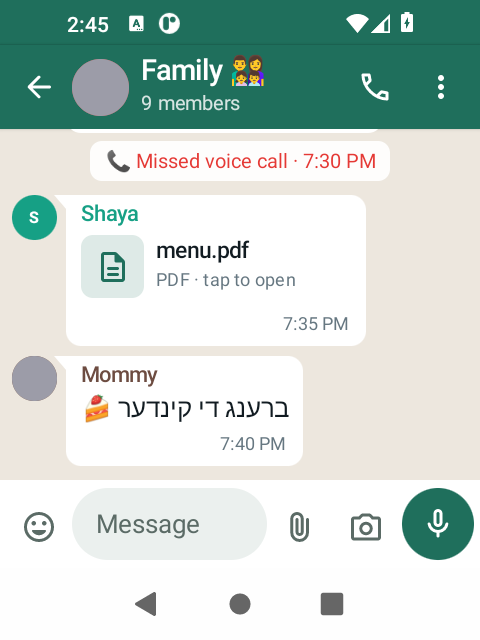 2:45
Family 👨‍👩‍👧‍👦
9 members
📞 Missed voice call · 7:30 PM
S
Shaya
menu.pdf
PDF · tap to open
7:35 PM
Mommy
ברענג די קינדער 🍰
7:40 PM
Message